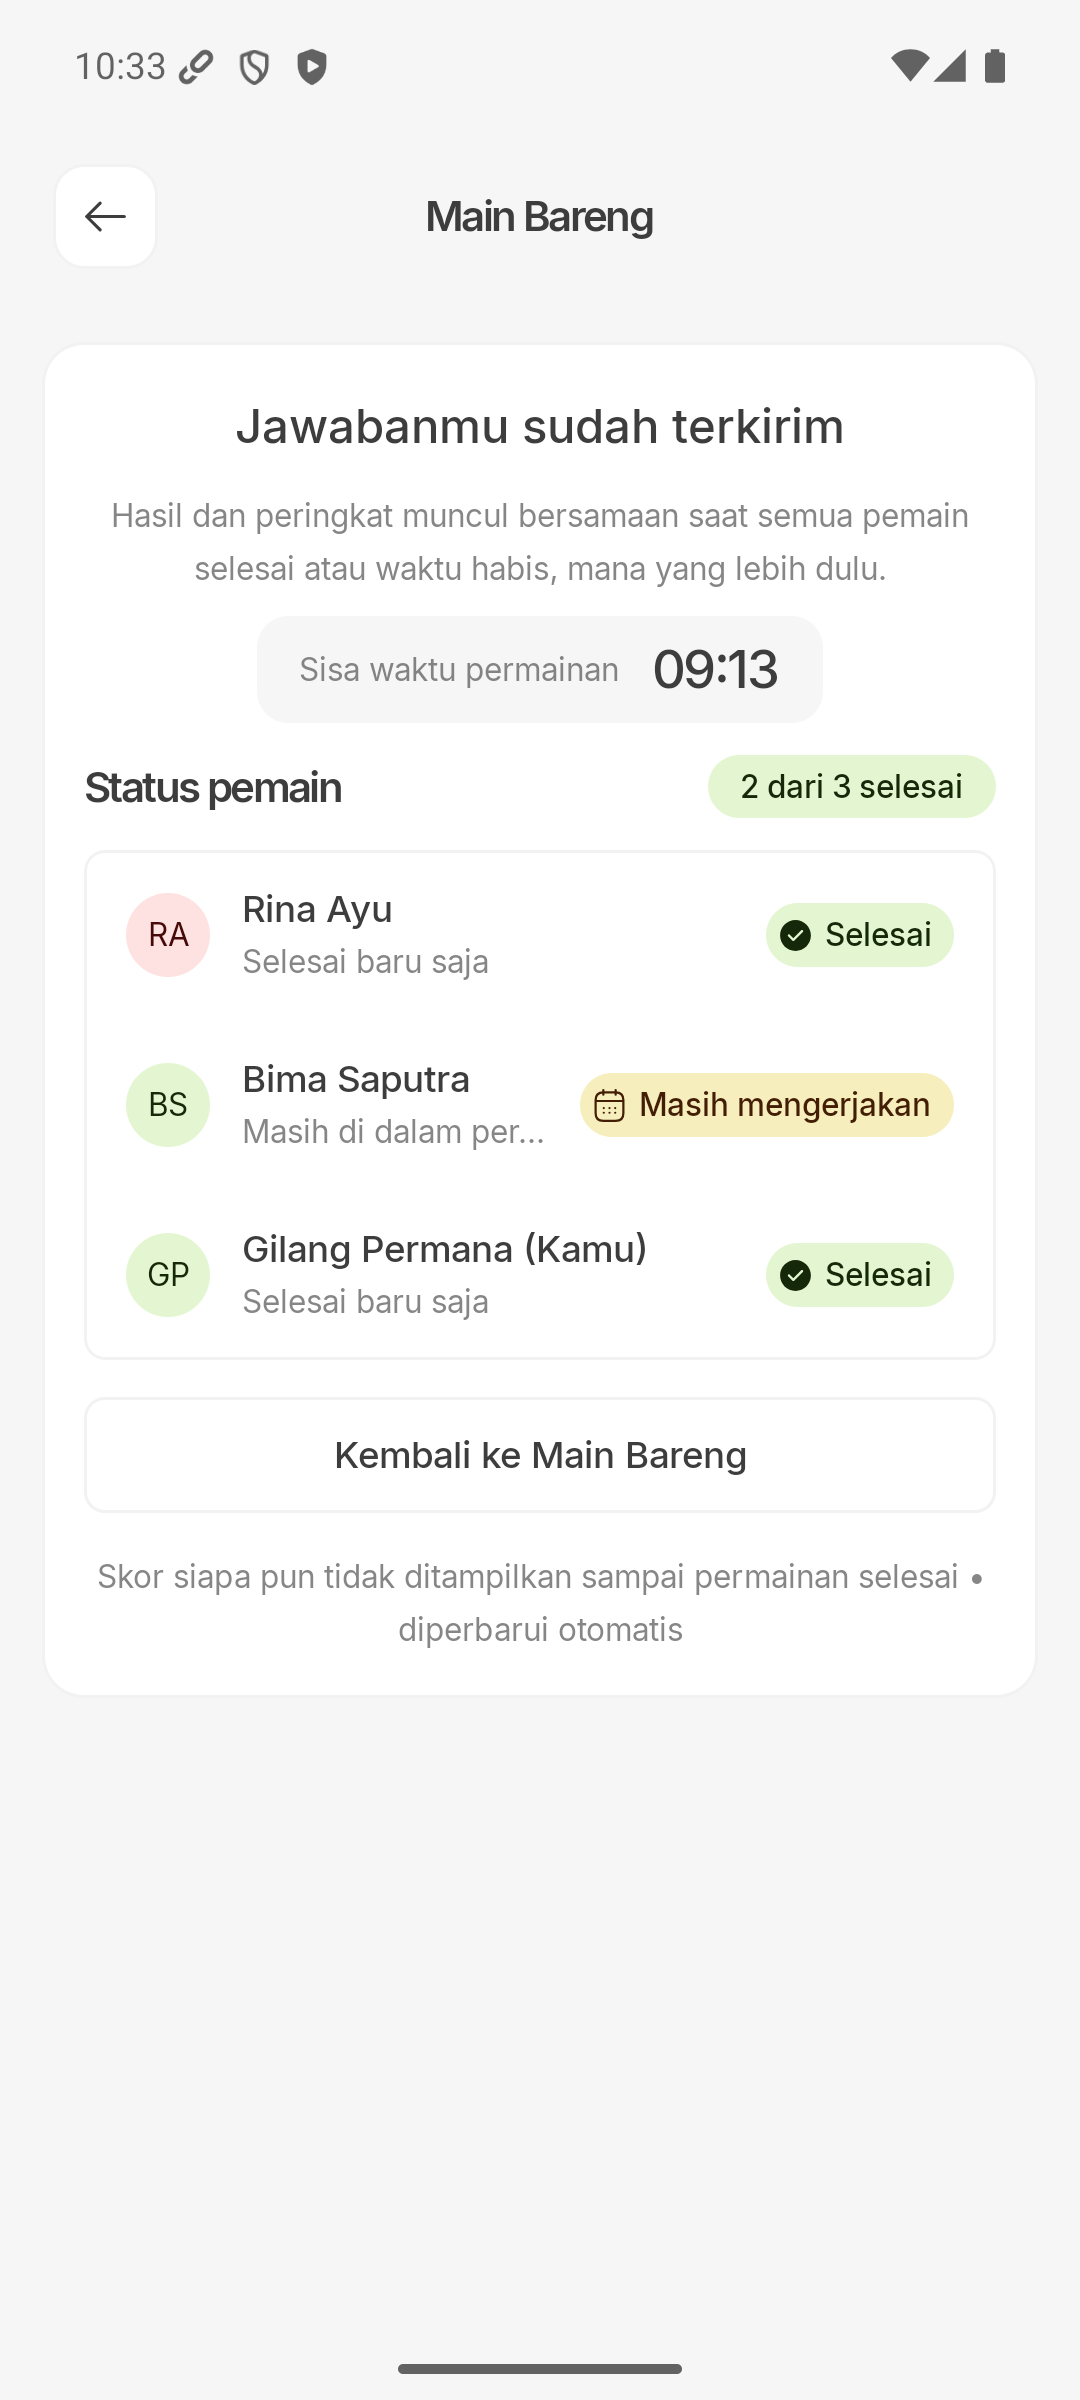 10:33
Main Bareng
Jawabanmu sudah terkirim
Hasil dan peringkat muncul bersamaan saat semua pemain
selesai atau waktu habis, mana yang lebih dulu.
Sisa waktu permainan 09:13
Status pemain
2 dari 3 selesai
RA
Rina Ayu
Selesai baru saja
Selesai
BS
Bima Saputra
Masih di dalam per...
Masih mengerjakan
GP
Gilang Permana (Kamu)
Selesai baru saja
Selesai
Kembali ke Main Bareng
Skor siapa pun tidak ditampilkan sampai permainan selesai •
diperbarui otomatis